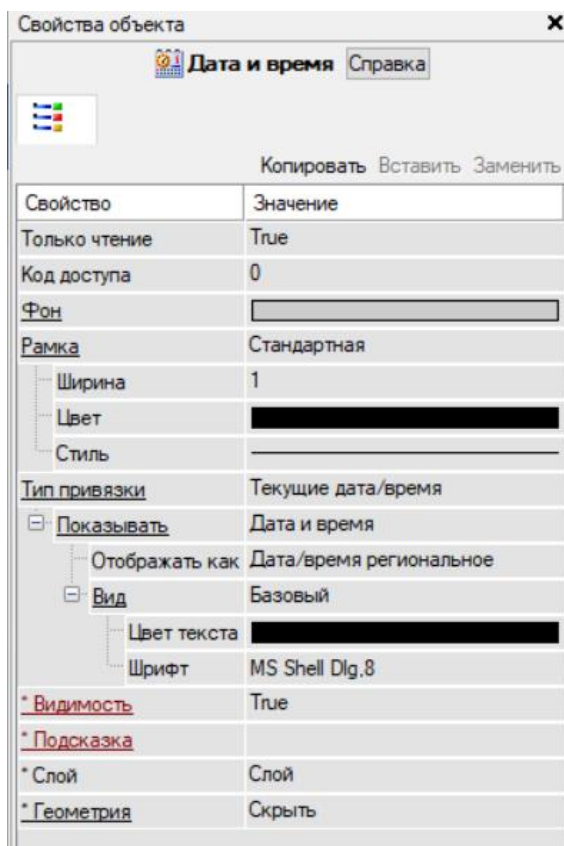 Свойства объекта
Дата и время Справка
Копировать Вставить Заменить
Свойство Значение
Только чтение True
Код доступа 0
Фон
Рамка Стандартная
Ширина 1
Цвет
Стиль
Тип привязки Текущие дата/время
Показывать Дата и время
Отображать как Дата/время региональное
Вид Базовый
Цвет текста
Шрифт MS Shell Dlg,8
* Видимость True
* Подсказка
* Слой Слой
* Геометрия Скрыть